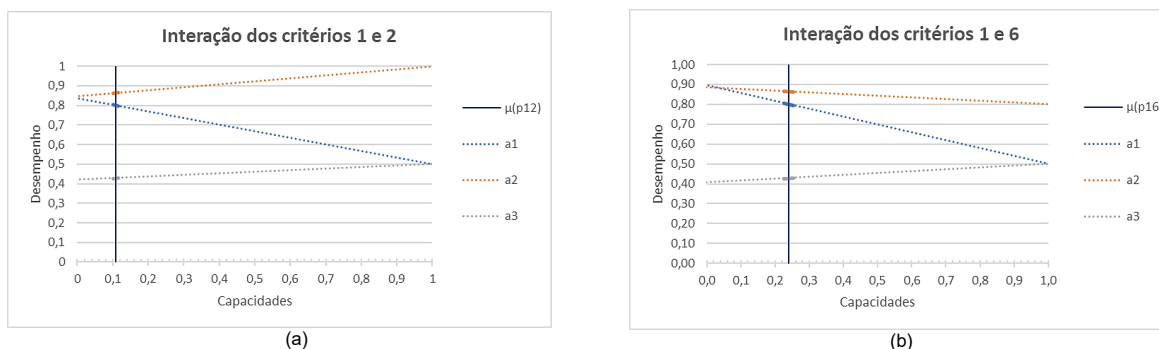 Interação dos critérios 1 e 2
Desempenho
1
0,9
0,8
0,7
0,6
0,5
0,4
0,3
0,2
0,1
0
0 0,1 0,2 0,3 0,4 0,5 0,6 0,7 0,8 0,9 1
Capacidades
μ(p12)
a1
a2
a3
(a)
Interação dos critérios 1 e 6
Desempenho
1,00
0,90
0,80
0,70
0,60
0,50
0,40
0,30
0,20
0,10
0,00
0,0 0,1 0,2 0,3 0,4 0,5 0,6 0,7 0,8 0,9 1,0
Capacidades
μ(p16
a1
a2
a3
(b)